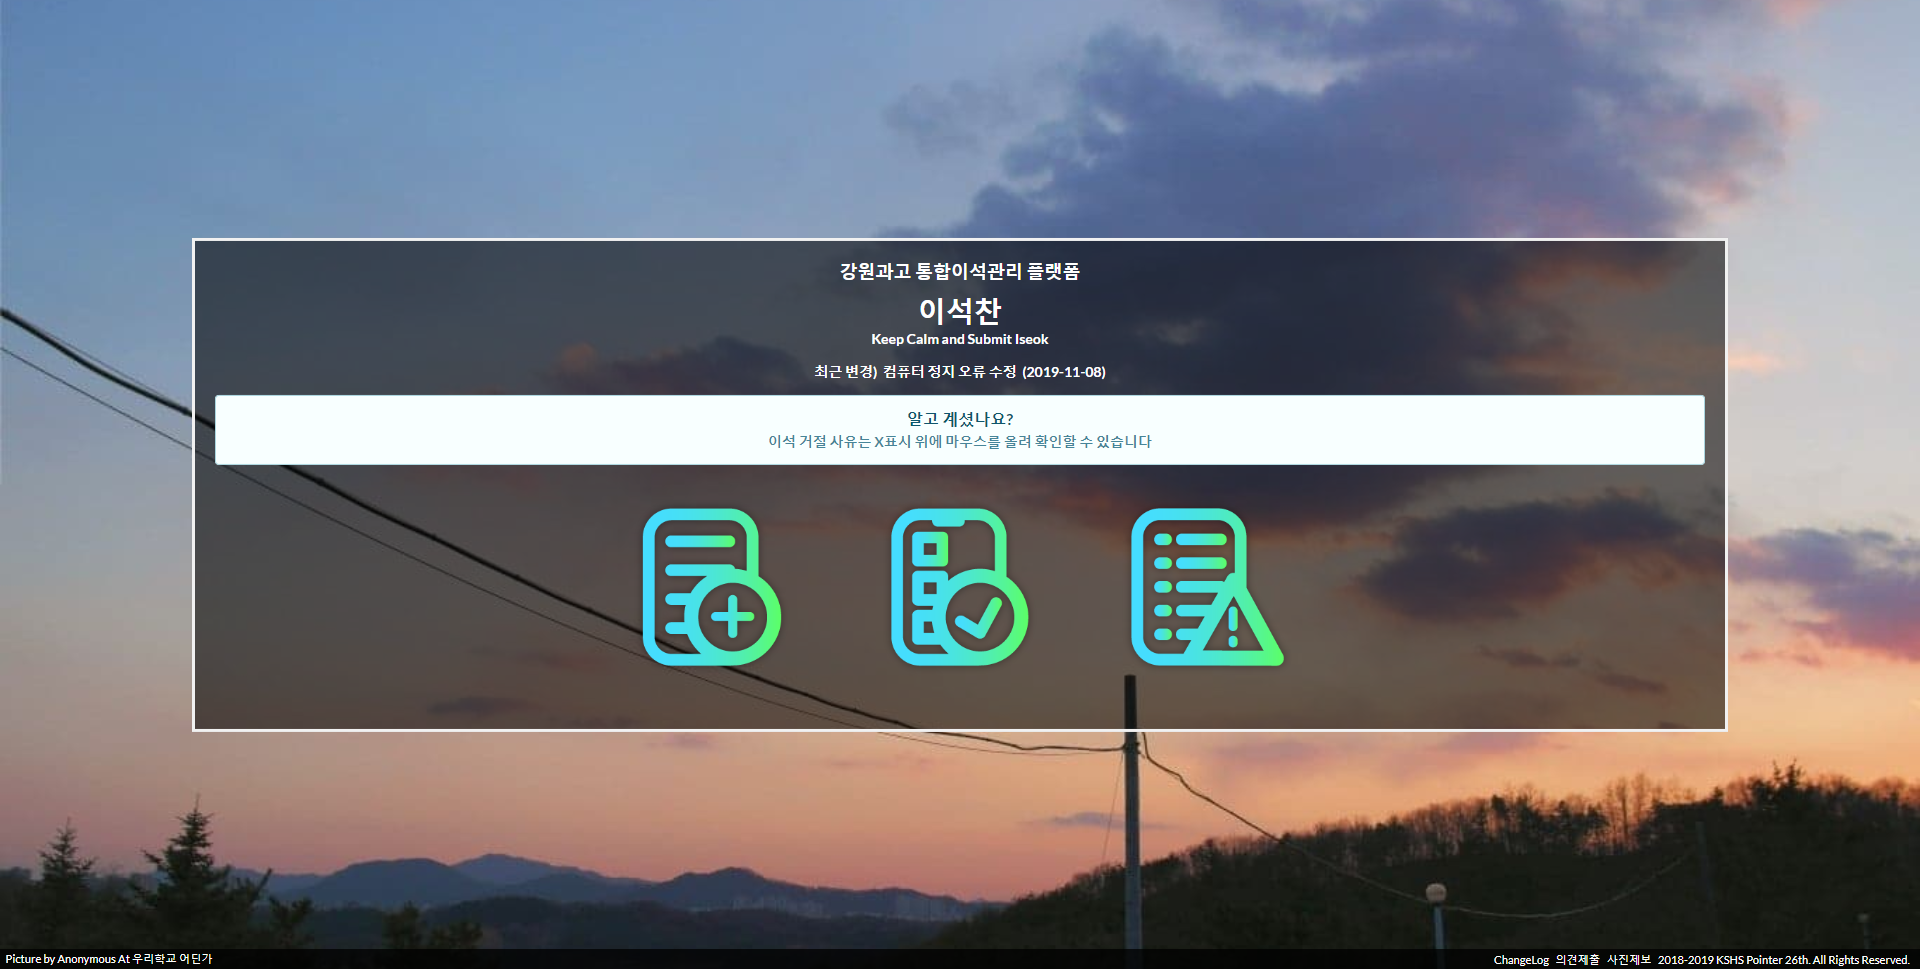 강원과고 통합이석관리 플랫폼
이석찬
Keep Calm and Submit Iseok
최근 변경) 컴퓨터 정지 오류 수정 (2019-11-08)
알고 계셨나요?
이석 거절 사유는 X표시 위에 마우스를 올려 확인할 수 있습니다
Picture by Anonymous At 우리학교 어딘가
ChangeLog 의견제출 사진제보 2018-2019 KSHS Pointer 26th. All Rights Reserved.